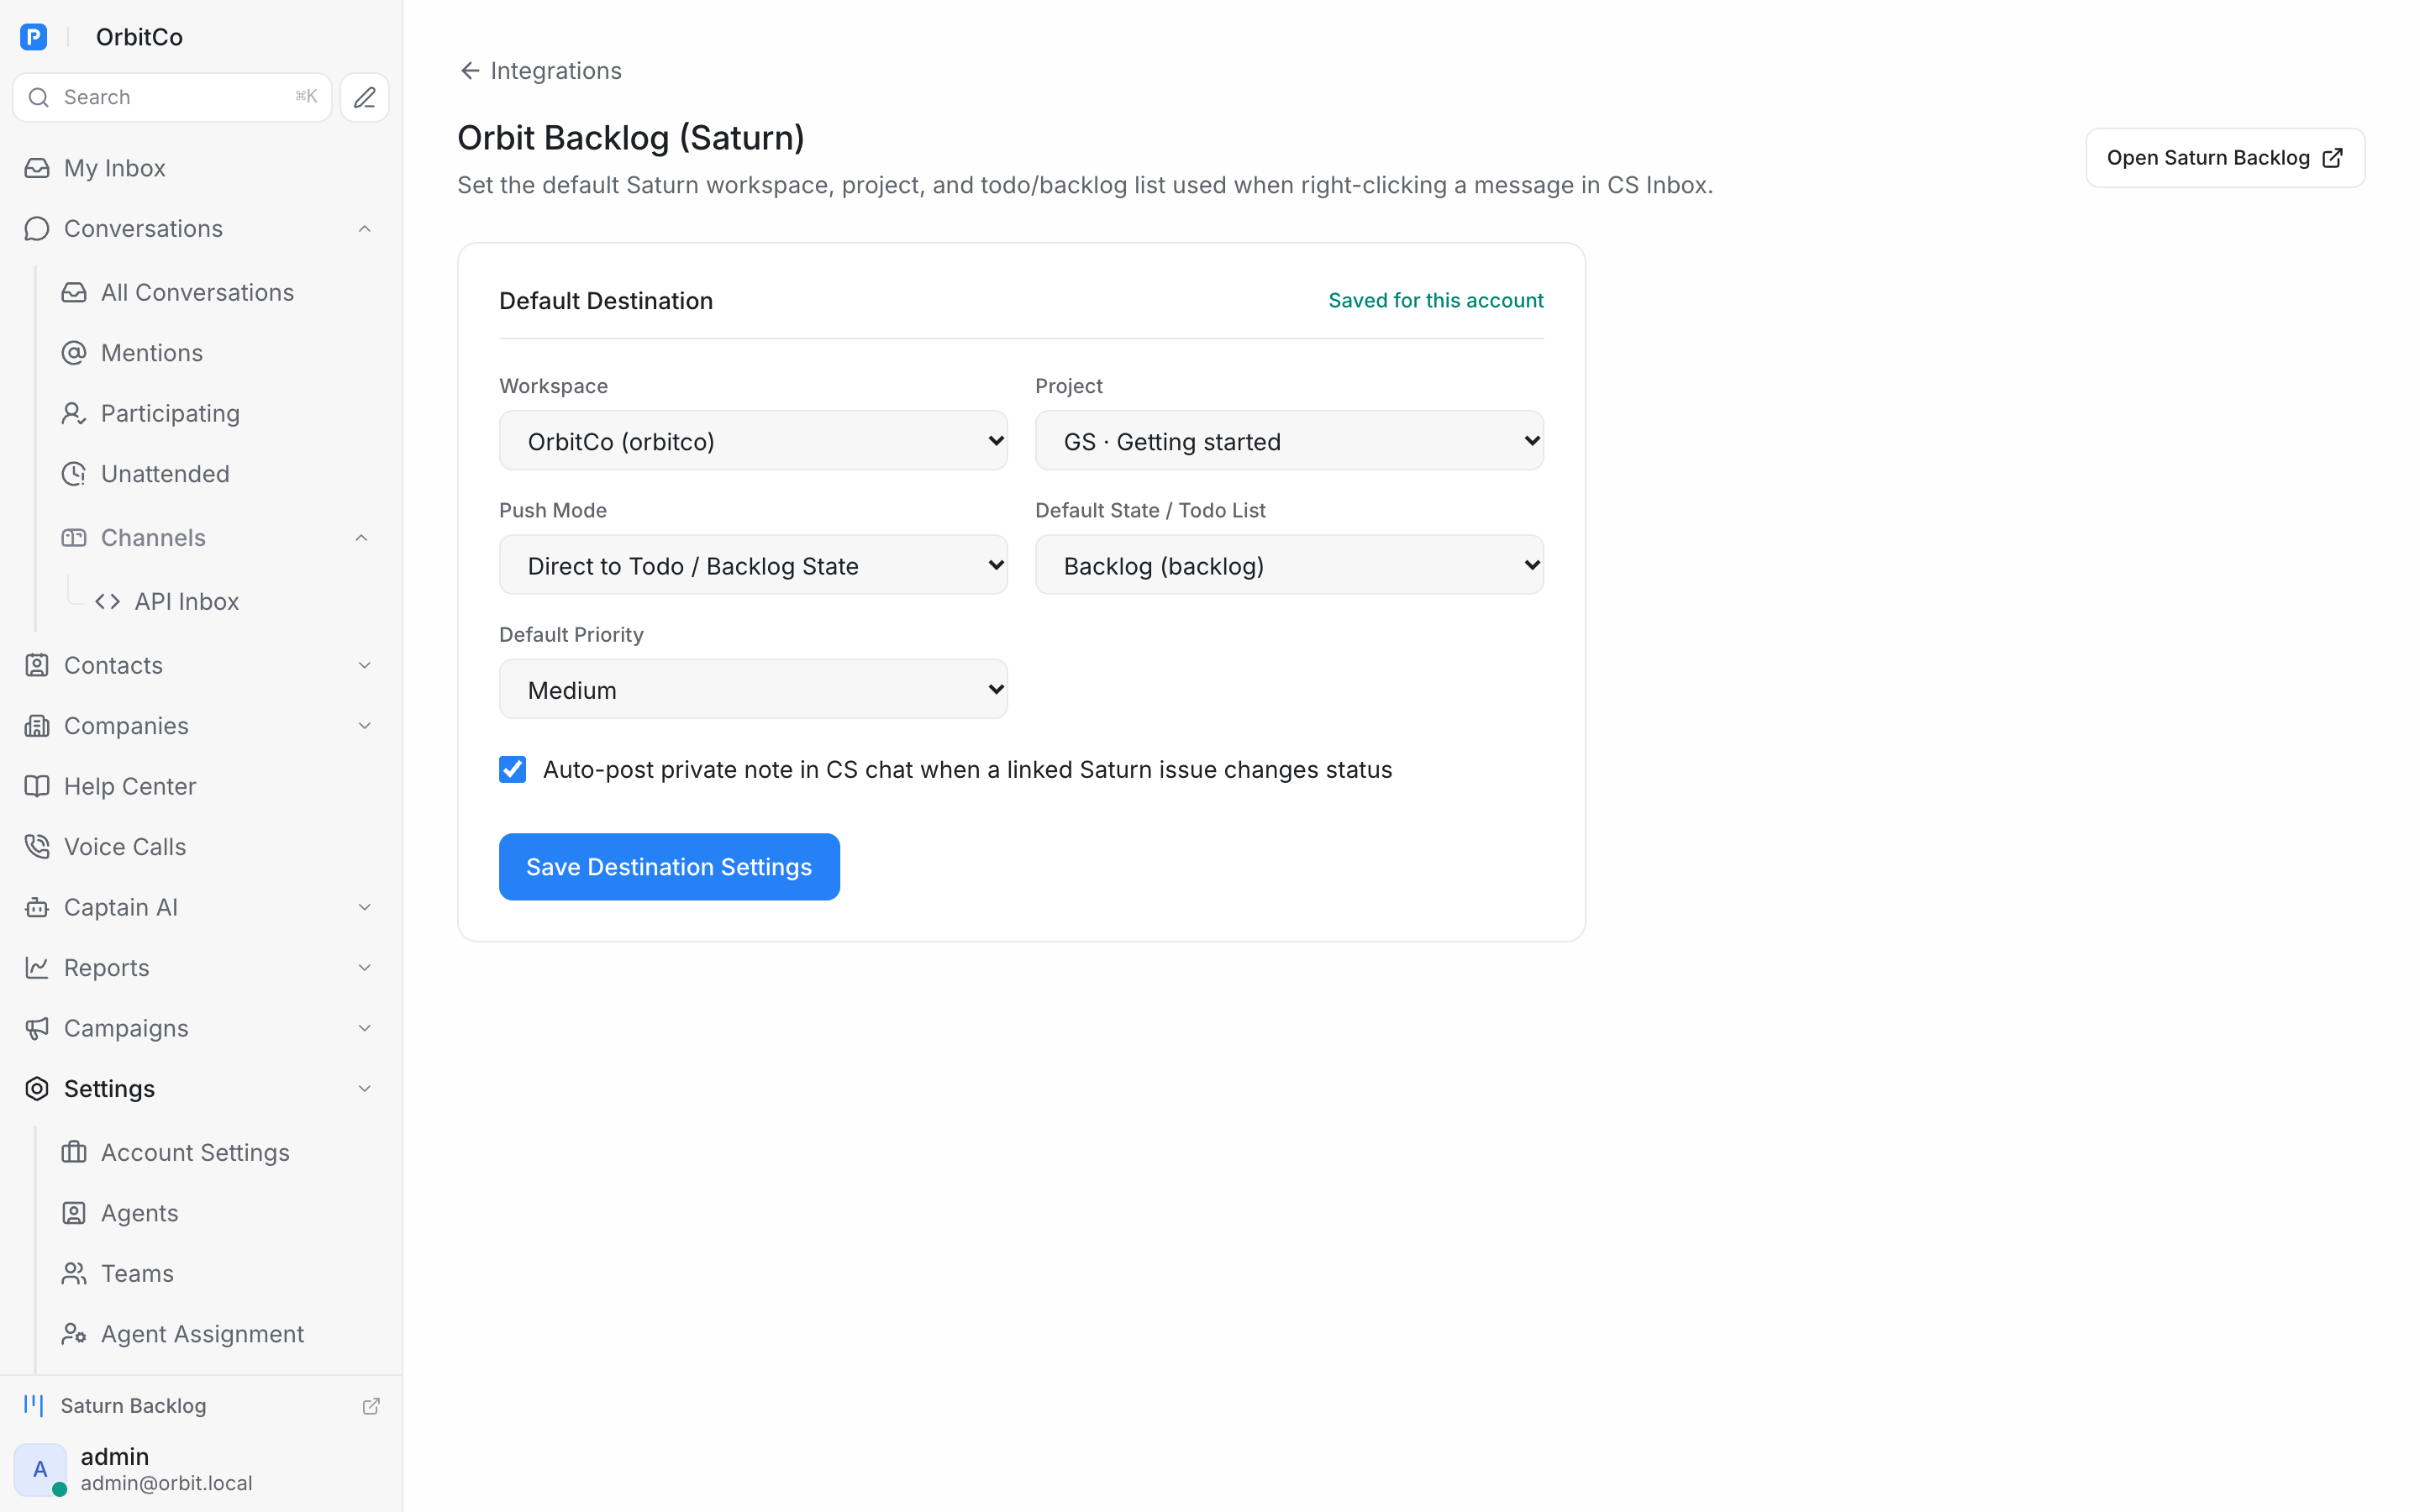 OrbitCo
Search ⌘K
My Inbox
Conversations
All Conversations
Mentions
Participating
Unattended
Channels
API Inbox
Contacts
Companies
Help Center
Voice Calls
Captain AI
Reports
Campaigns
Settings
Account Settings
Agents
Teams
Agent Assignment
Saturn Backlog
A
admin
admin@orbit.local
Integrations
Orbit Backlog (Saturn)
Set the default Saturn workspace, project, and todo/backlog list used when right-clicking a message in CS Inbox.
Open Saturn Backlog
Default Destination
Saved for this account
Workspace
OrbitCo (orbitco)
Project
GS · Getting started
Push Mode
Direct to Todo / Backlog State
Default State / Todo List
Backlog (backlog)
Default Priority
Medium
Auto-post private note in CS chat when a linked Saturn issue changes status
Save Destination Settings